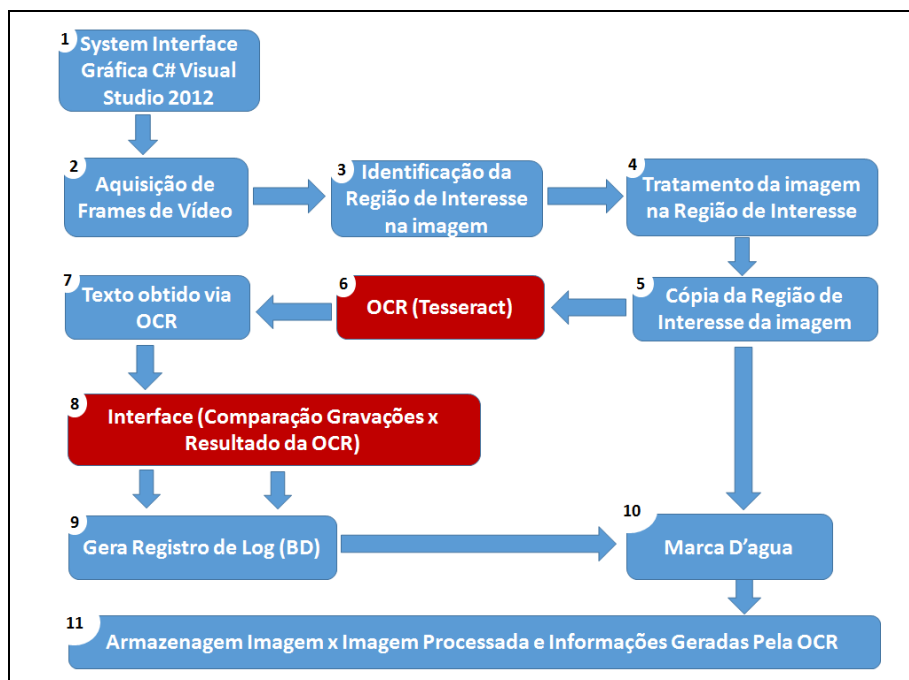 1
System Interface
Gráfica C# Visual
Studio 2012
2
Aquisição de
Frames de Vídeo
3
Identificação da
Região de Interesse
na imagem
4
Tratamento da imagem
na Região de Interesse
7
Texto obtido via
OCR
6
OCR (Tesseract)
5
Cópia da Região de
Interesse da imagem
8
Interface (Comparação Gravações x
Resultado da OCR)
9
Gera Registro de Log (BD)
10
Marca D’agua
11
Armazenagem Imagem x Imagem Processada e Informações Geradas Pela OCR